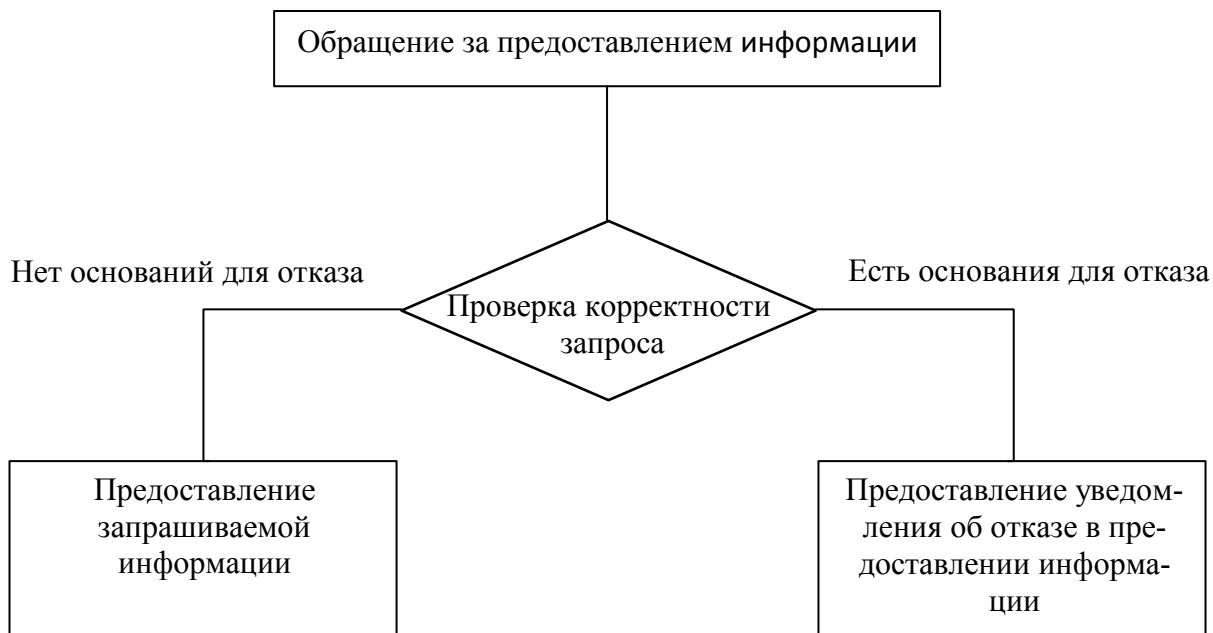 Обращение за предоставлением информации
Нет оснований для отказа
Есть основания для отказа
Проверка корректности
запроса
Предоставление
запрашиваемой
информации
Предоставление уведом-
ления об отказе в пре-
доставлении информа-
ции